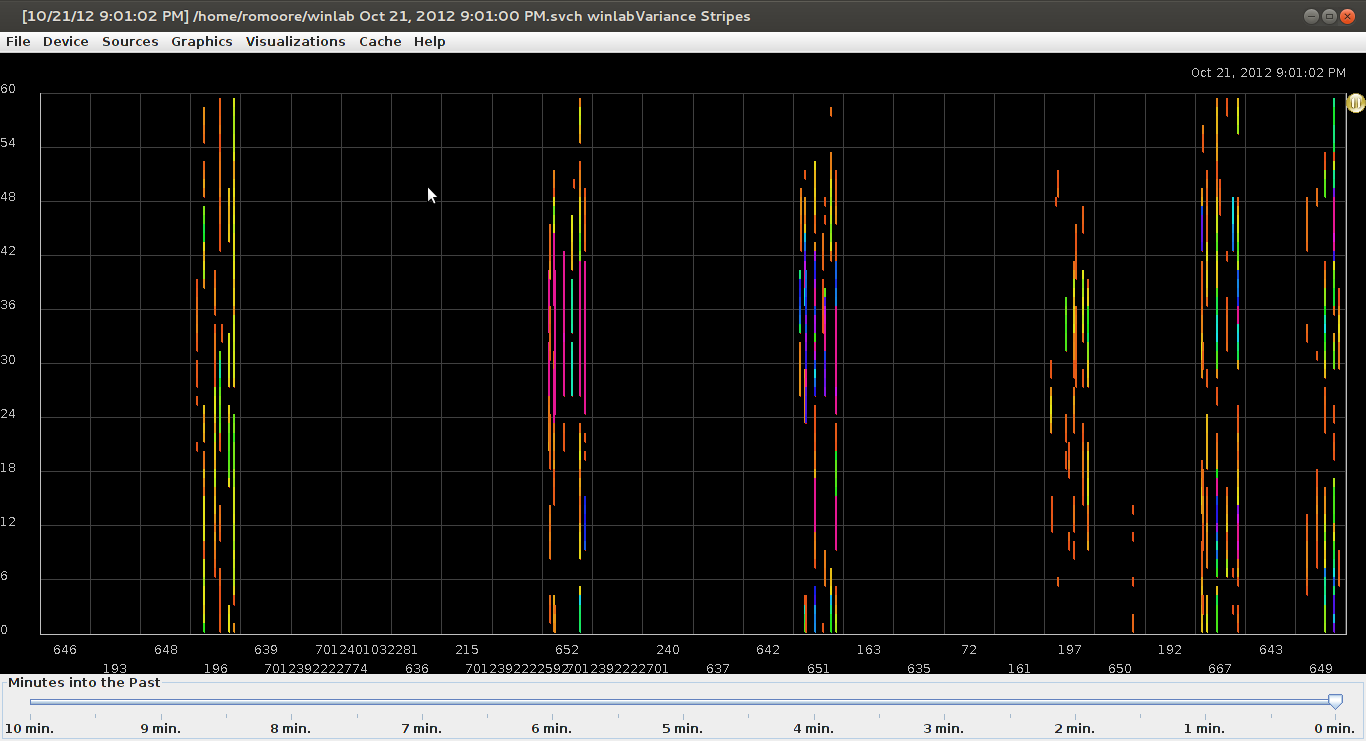 [10/21/12 9:01:02 PM] /home/romoore/winlab Oct 21, 2012 9:01:00 PM.svch winlabVariance Stripes
File Device Sources Graphics Visualizations Cache Help
Oct 21, 2012 9:01:02 PM
60
54
48
42
36
30
24
18
12
6
0
646 648 639 7012401032281 215 652 240 642 163 72 197 192 643
193 196 7012392222774 636 7012392222592 7012392222701 637 651 635 161 650 667 649
Minutes into the Past
10 min. 9 min. 8 min. 7 min. 6 min. 5 min. 4 min. 3 min. 2 min. 1 min. 0 min.